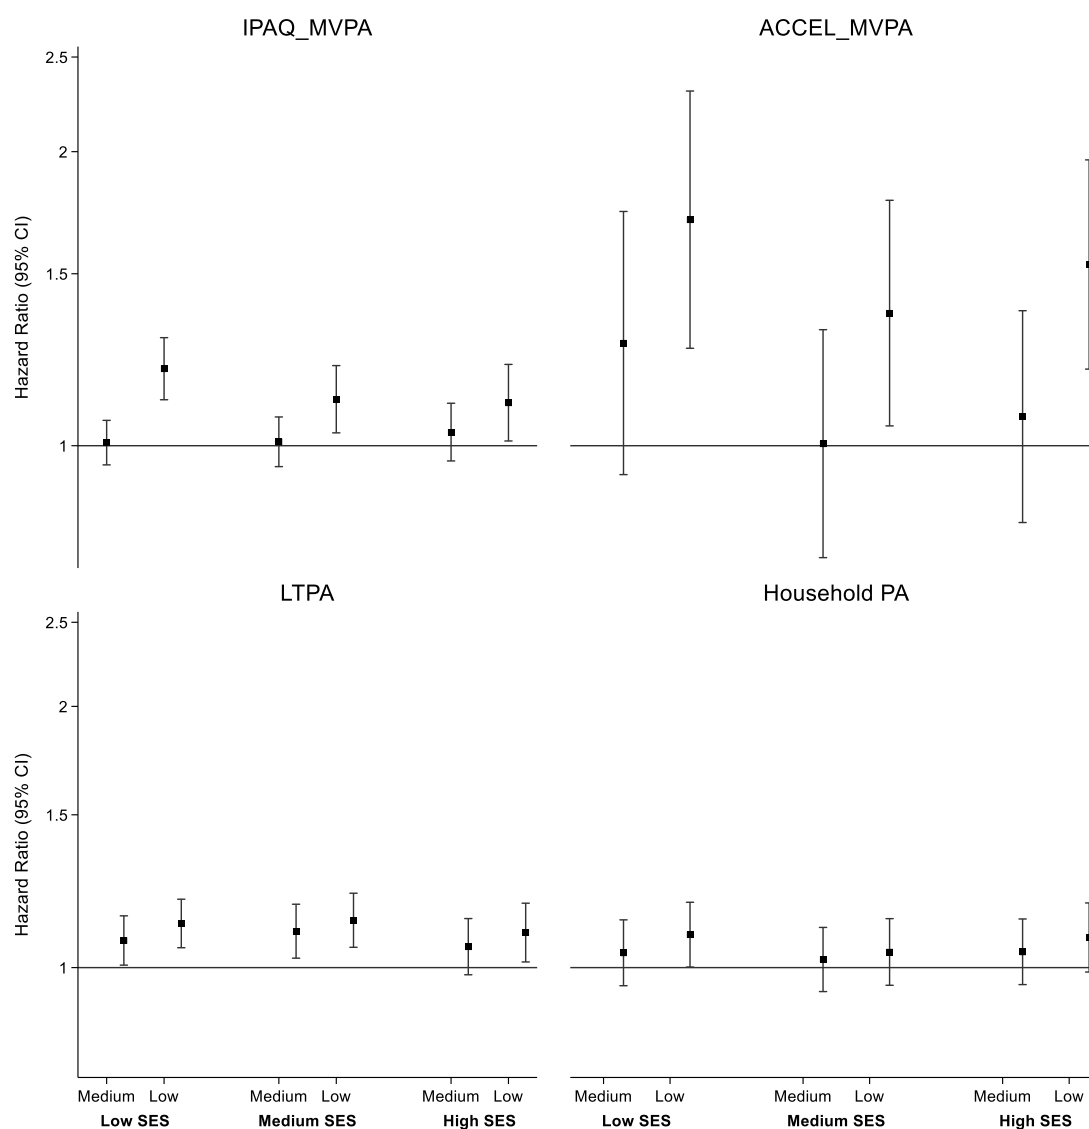 IPAQ_MVPA
ACCEL_MVPA
2.5
2
1.5
1
Hazard Ratio (95% CI)
LTPA
Household PA
2.5
2
1.5
1
Hazard Ratio (95% CI)
Medium Low Medium Low Medium Low Medium Low Medium Low Medium Low
Low SES Medium SES High SES Low SES Medium SES High SES